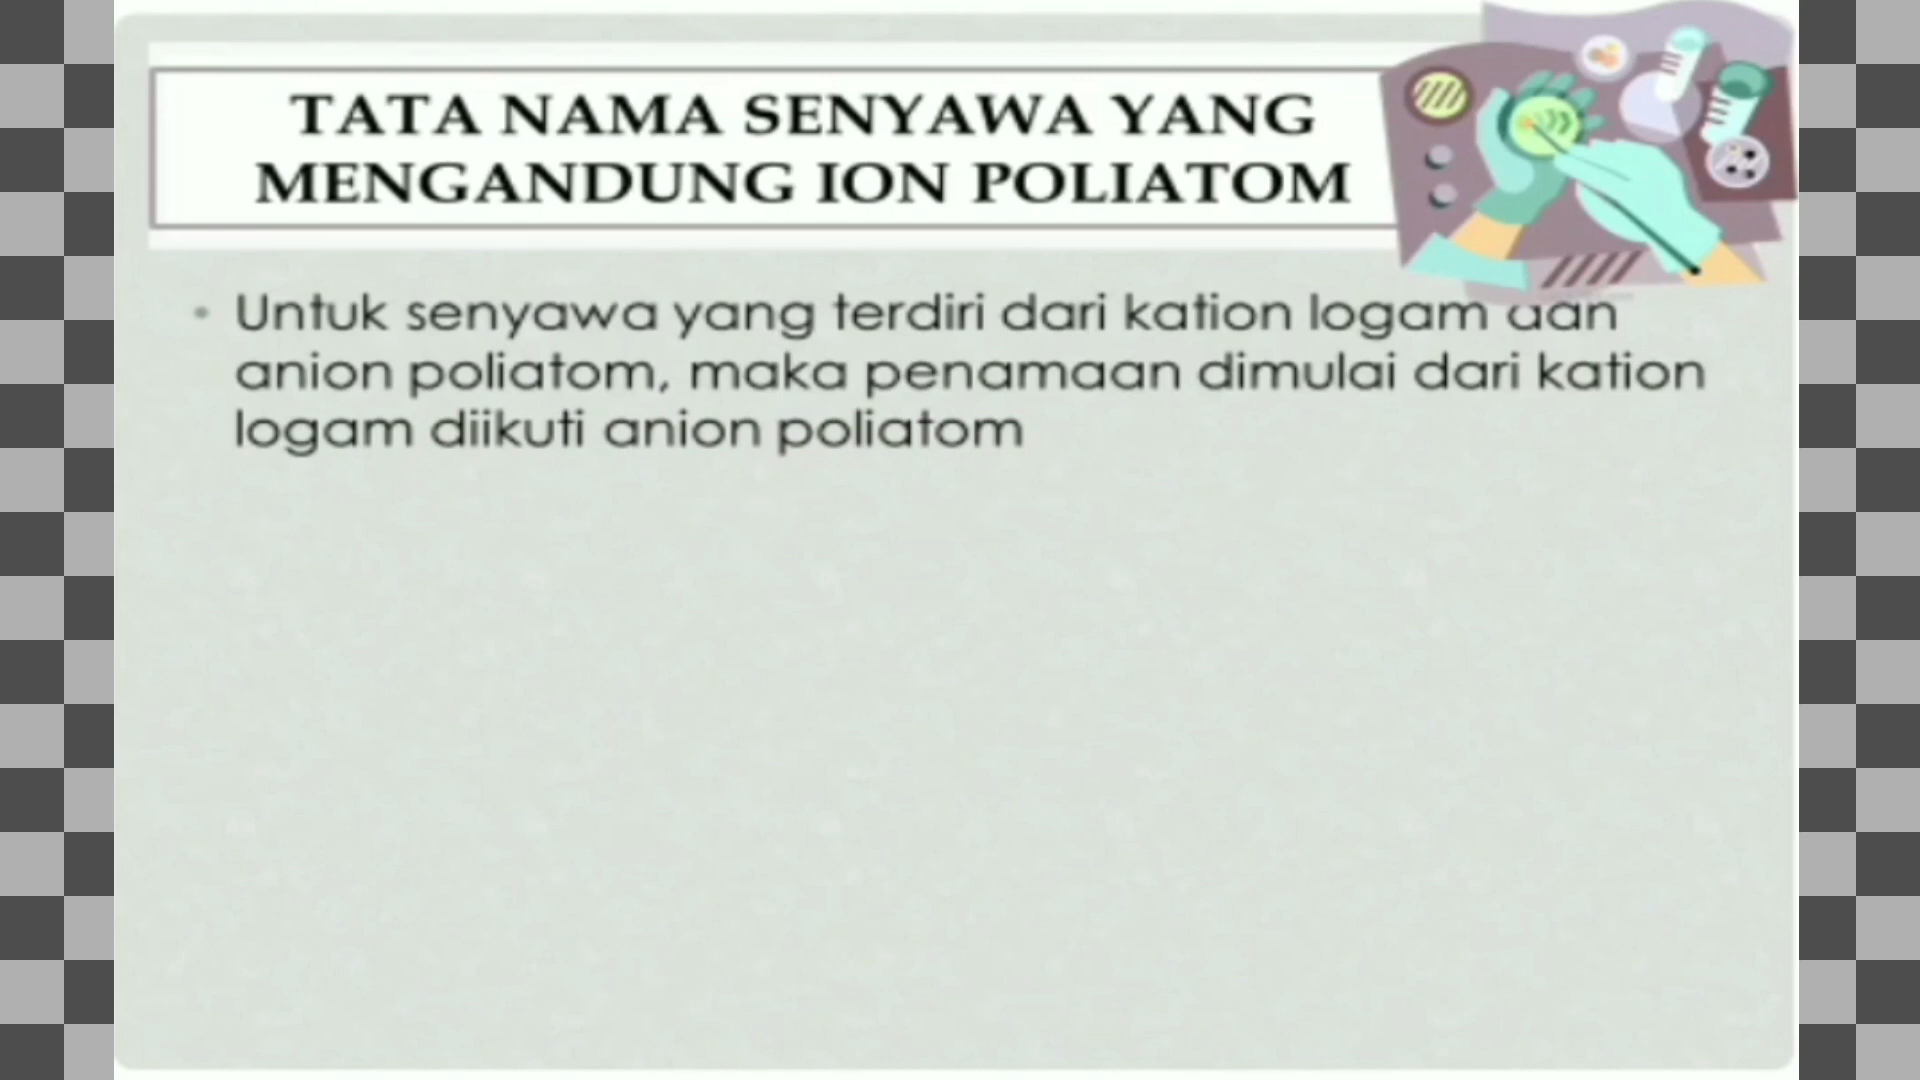 TATA NAMA SENYAWA YANG
MENGANDUNG ION POLIATOM
• Untuk senyawa yang terdiri dari kation logam dan
anion poliatom, maka penamaan dimulai dari kation
logam diikuti anion poliatom